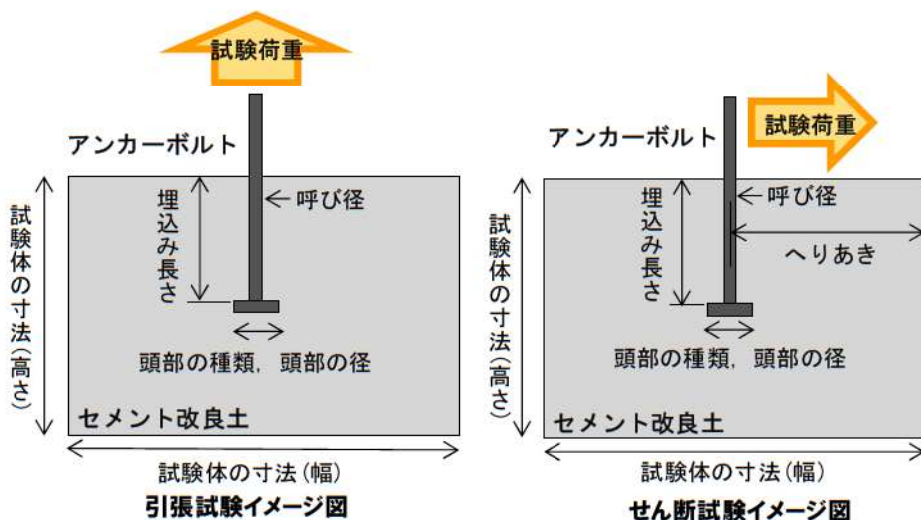 試験荷重
アンカーボルト
呼び径
埋込み長さ
試験体の寸法(高さ)
頭部の種類, 頭部の径
セメント改良土
試験体の寸法(幅)
引張試験イメージ図
試験荷重
アンカーボルト
呼び径
埋込み長さ
へりあき
試験体の寸法(高さ)
頭部の種類, 頭部の径
セメント改良土
試験体の寸法(幅)
せん断試験イメージ図